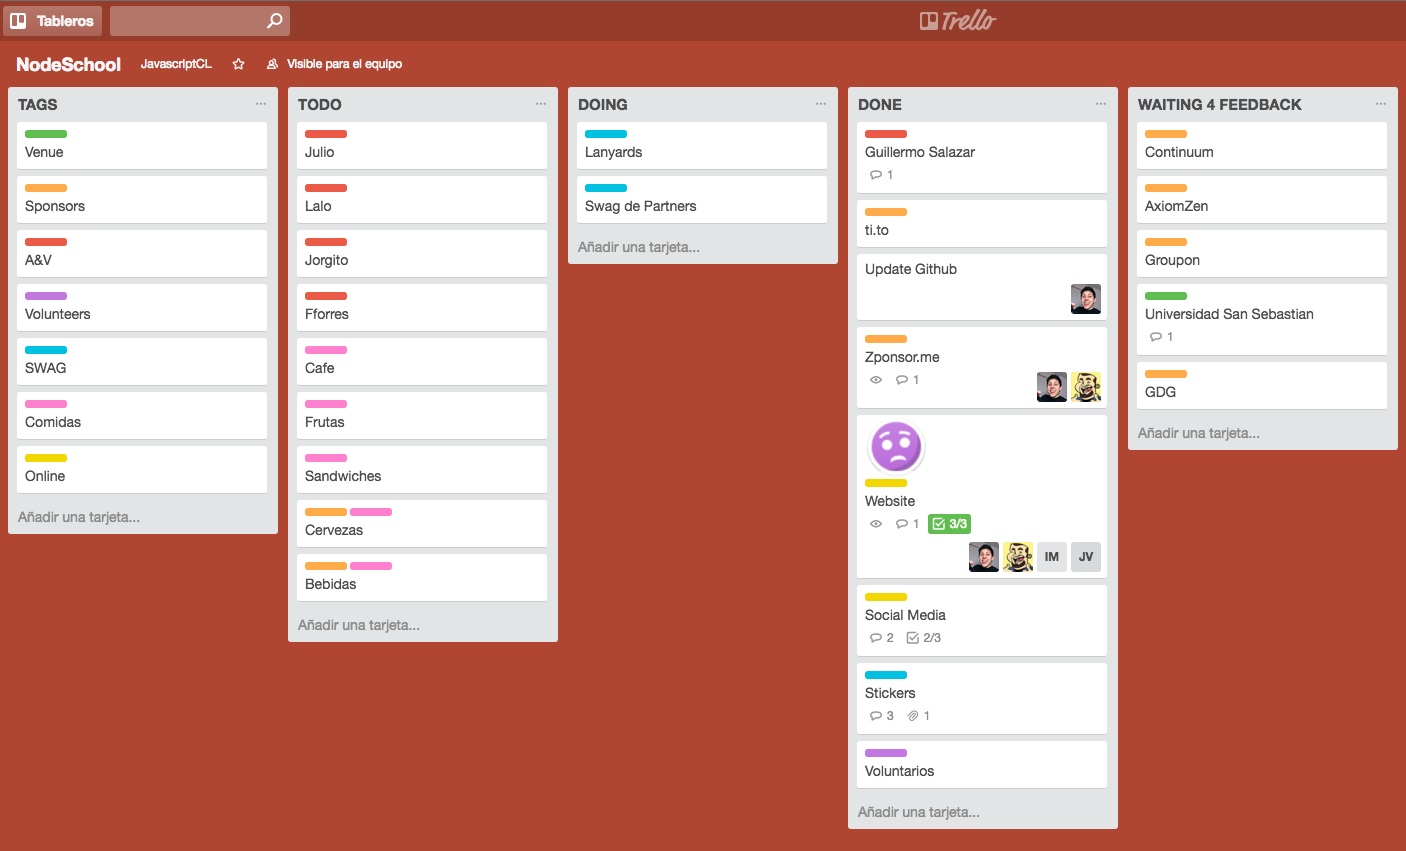 Tableros
Trello
NodeSchool JavascriptCL Visible para el equipo
TAGS
Venue
Sponsors
A&V
Volunteers
SWAG
Comidas
Online
Añadir una tarjeta...
TODO
Julio
Lalo
Jorgito
Fforres
Cafe
Frutas
Sandwiches
Cervezas
Bebidas
Añadir una tarjeta...
DOING
Lanyards
Swag de Partners
Añadir una tarjeta...
DONE
Guillermo Salazar
1
ti.to
Update Github
Zponsor.me
1
Website
1 3/3
IM JV
Social Media
2 2/3
Stickers
3 1
Voluntarios
Añadir una tarjeta...
WAITING 4 FEEDBACK
Continuum
AxiomZen
Groupon
Universidad San Sebastian
1
GDG
Añadir una tarjeta...